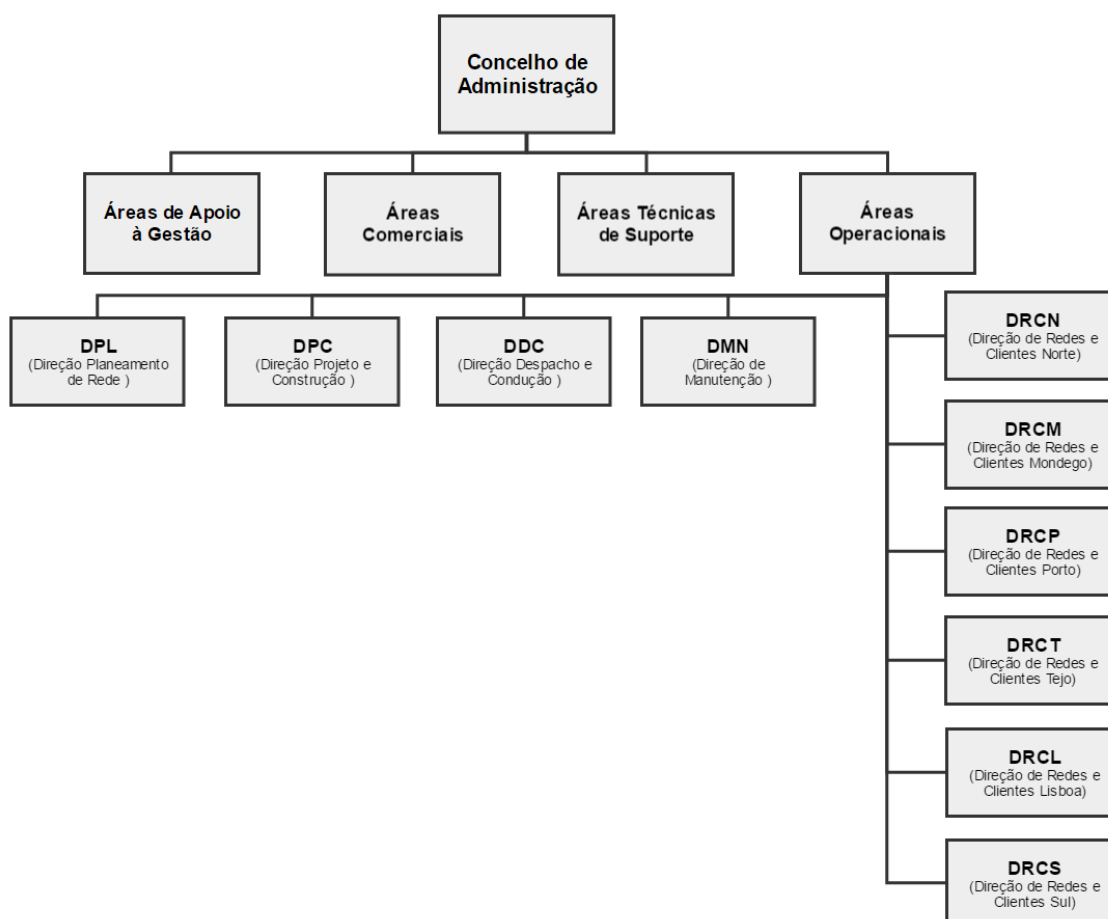 Concelho de
Administração
Áreas de Apoio
à Gestão
Áreas
Comerciais
Áreas Técnicas
de Suporte
Áreas
Operacionais
DPL
(Direção Planeamento
de Rede )
DPC
(Direção Projeto e
Construção )
DDC
(Direção Despacho e
Condução )
DMN
(Direção de
Manutenção )
DRCN
(Direção de Redes e
Clientes Norte)
DRCM
(Direção de Redes e
Clientes Mondego)
DRCP
(Direção de Redes e
Clientes Porto)
DRCT
(Direção de Redes e
Clientes Tejo)
DRCL
(Direção de Redes e
Clientes Lisboa)
DRCS
(Direção de Redes e
Clientes Sul)